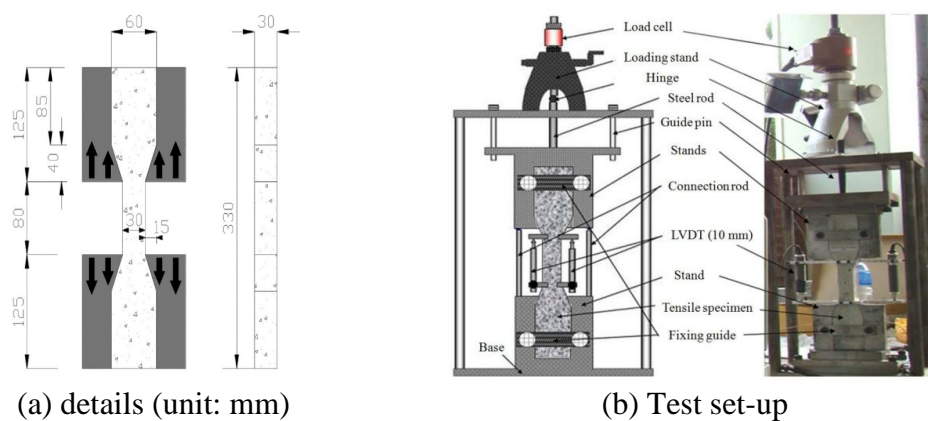 60
30
125
85
40
80
30
15
330
125
(a) details (unit: mm)
Load cell
Loading stand
Hinge
Steel rod
Guide pin
Stands
Connection rod
LVDT (10 mm)
Stand
Tensile specimen
Fixing guide
Base
(b) Test set-up